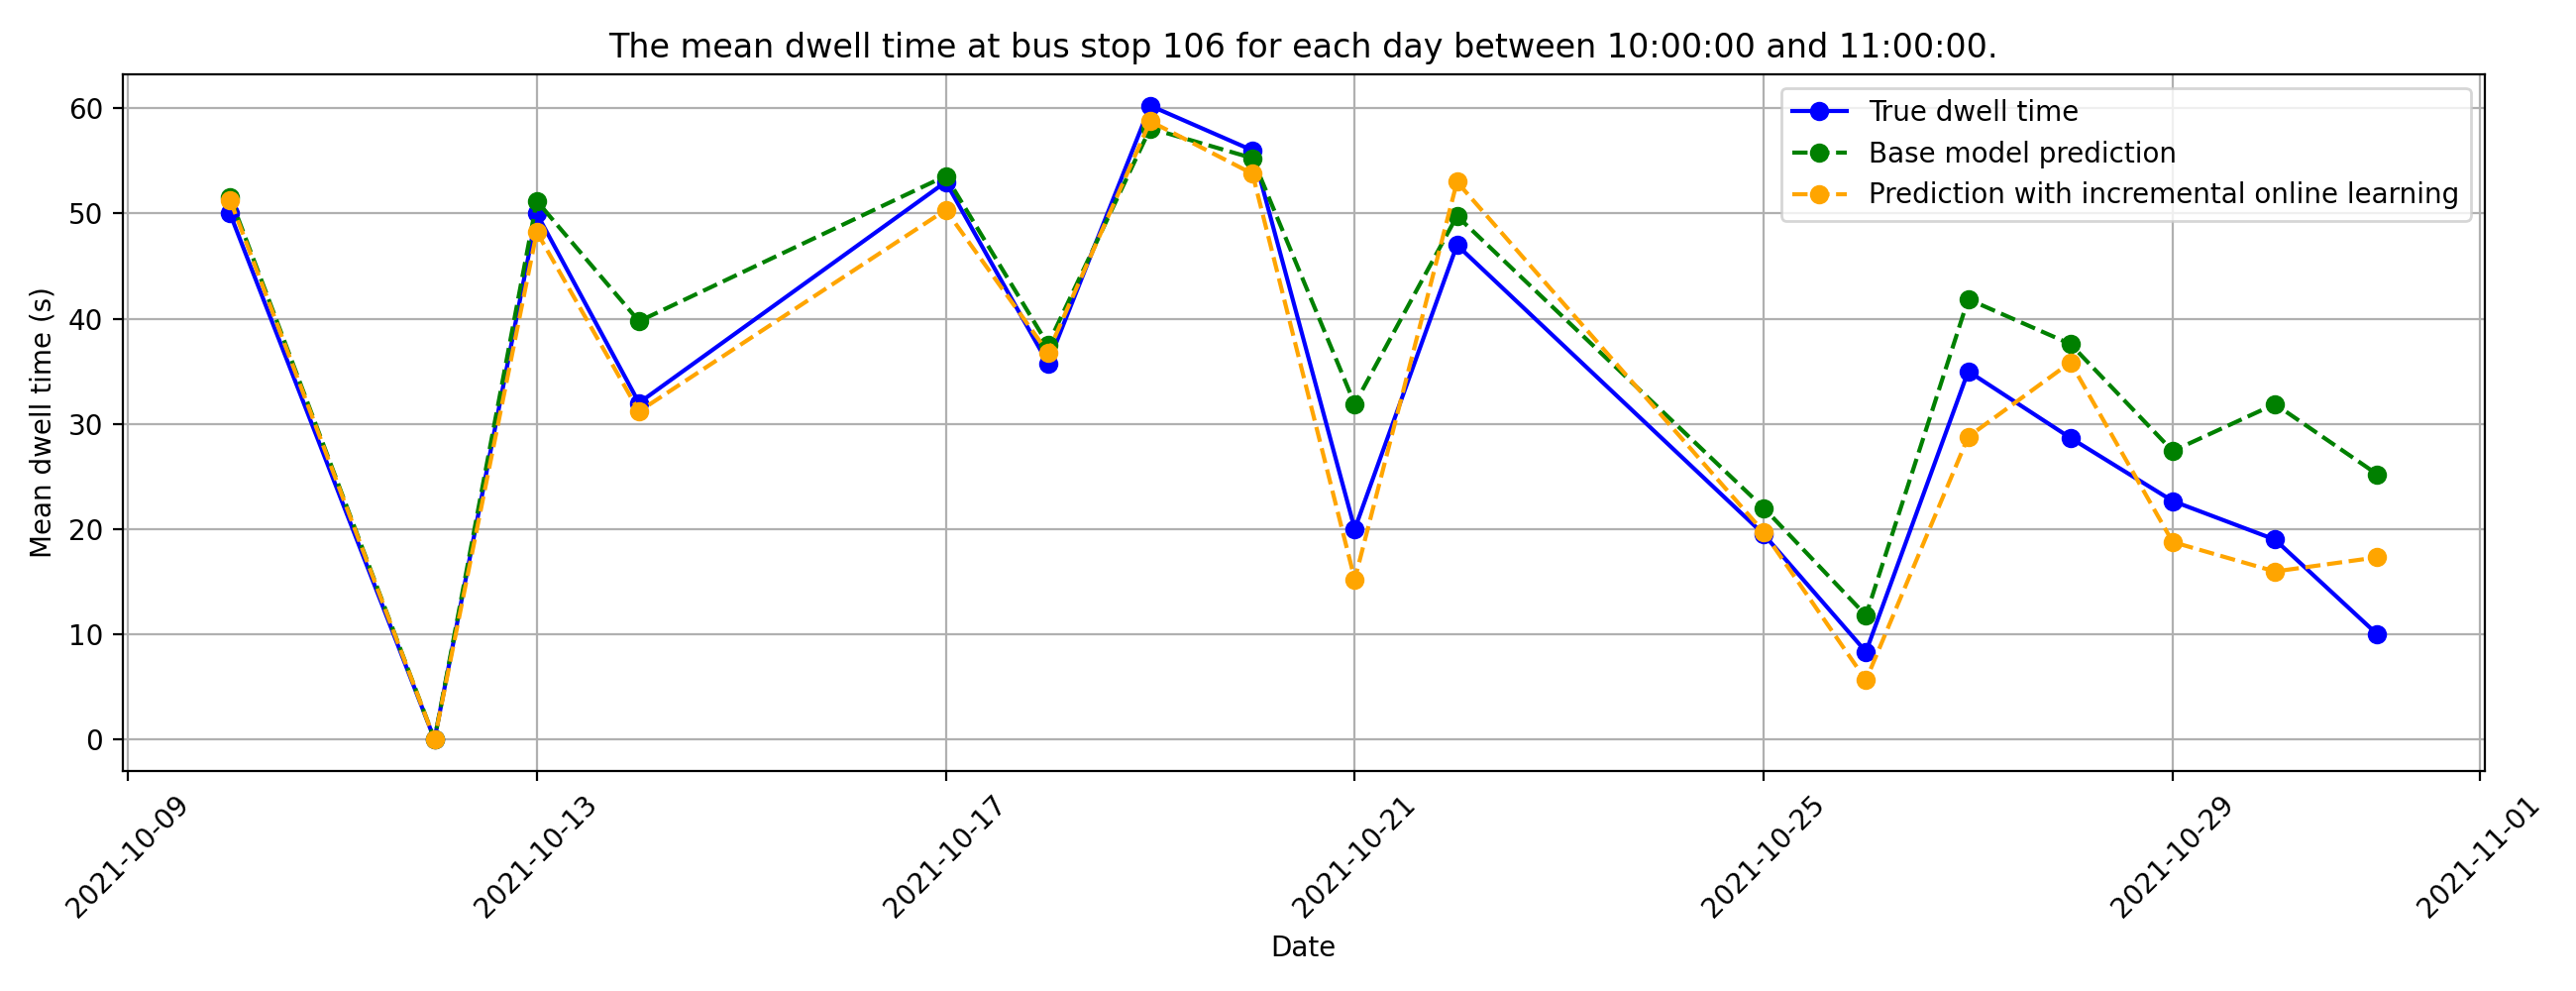 The mean dwell time at bus stop 106 for each day between 10:00:00 and 11:00:00.
True dwell time
Base model prediction
Prediction with incremental online learning
Mean dwell time (s)
60
50
40
30
20
10
0
2021-10-09
2021-10-13
2021-10-17
2021-10-21
2021-10-25
2021-10-29
2021-11-01
Date